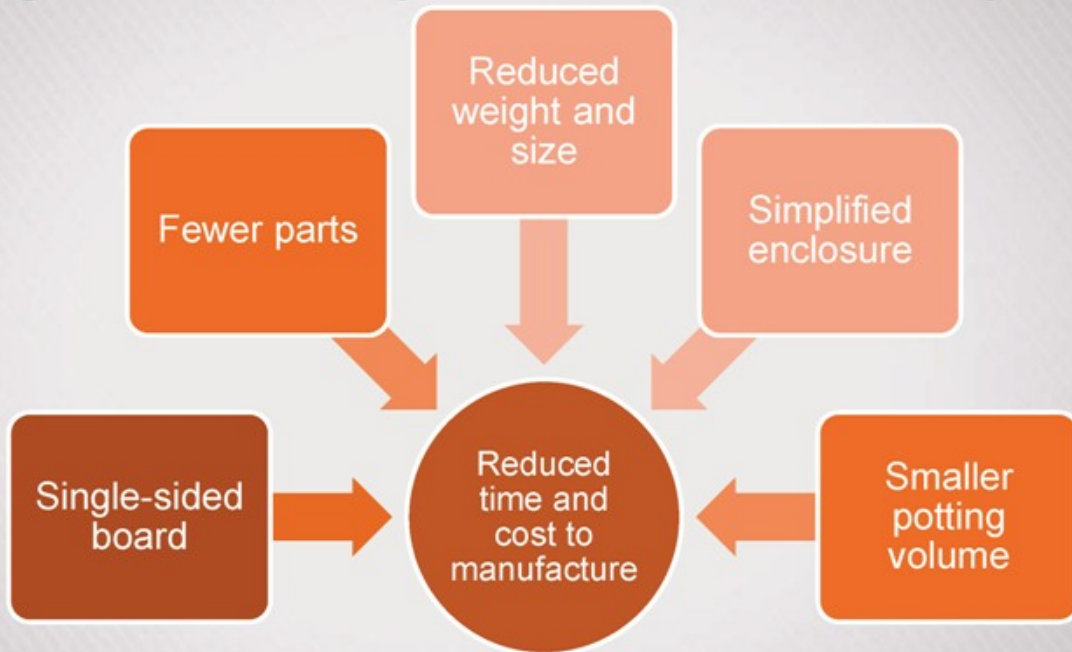 Reduced
weight and
size
Fewer parts
Simplified
enclosure
Single-sided
board
Reduced
time and
cost to
manufacture
Smaller
potting
volume